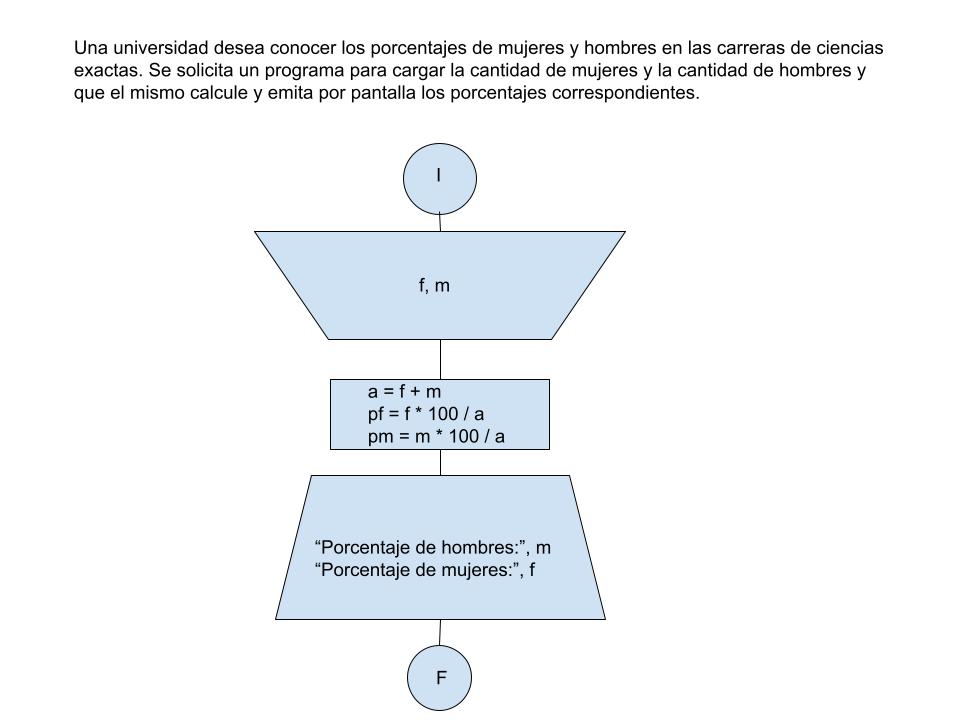 Una universidad desea conocer los porcentajes de mujeres y hombres en las carreras de ciencias
exactas. Se solicita un programa para cargar la cantidad de mujeres y la cantidad de hombres y
que el mismo calcule y emita por pantalla los porcentajes correspondientes.
I
f, m
a = f + m
pf = f * 100 / a
pm = m * 100 / a
“Porcentaje de hombres:”, m
“Porcentaje de mujeres:”, f
F